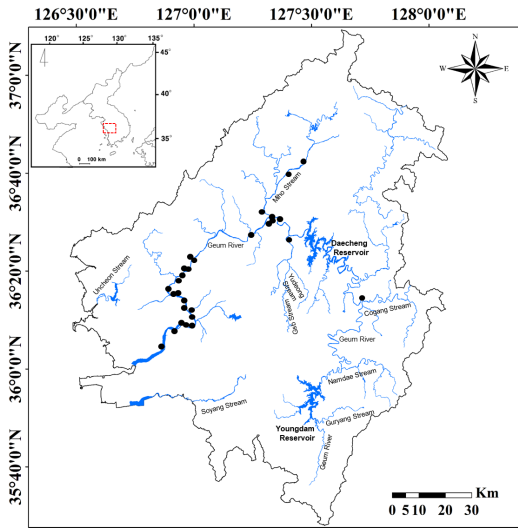 126°30'0"E 127°0'0"E 127°30'0"E 128°0'0"E
120° 125° 130° 135°
45°
40°
35°
0 100 km
N
W E
S
37°0'0"N
36°40'0"N
36°20'0"N
36°0'0"N
35°40'0"N
Miho Stream
Geum River
Daecheng
Reservoir
Uncheon Stream
Yudeong
Stream
Gap Stream
Cogang Stream
Geum River
Namdae Stream
Soyang Stream
Guryang Stream
Youngdam
Reservoir
Geum River
Km
0 5 10 20 30